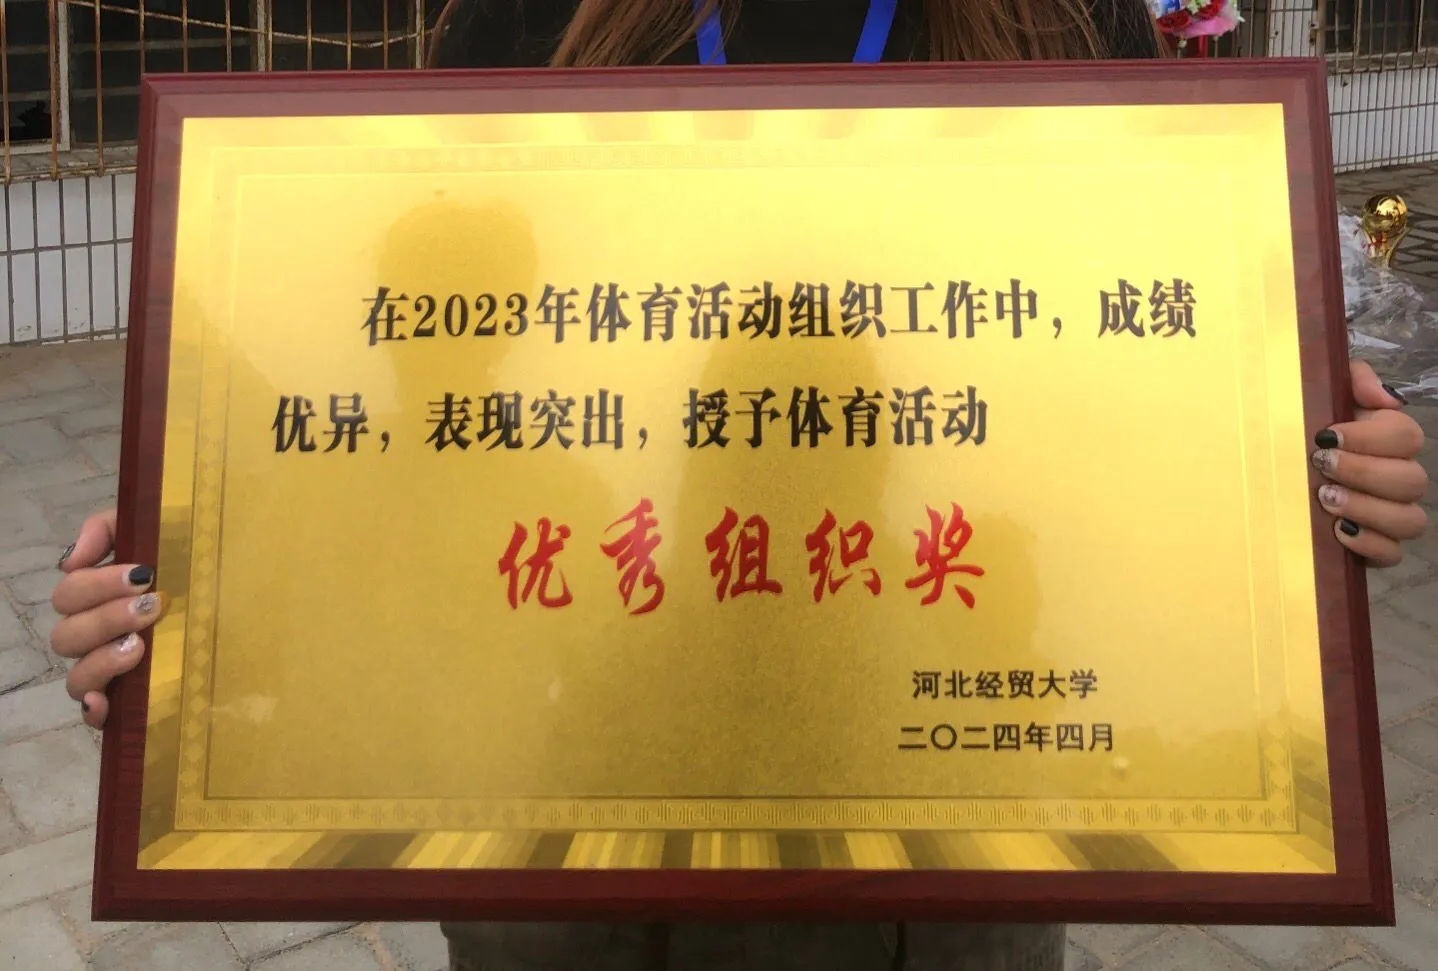 在2023年体育活动组织工作中，成绩
优异，表现突出，授予体育活动
优秀组织奖
河北经贸大学
二〇二四年四月